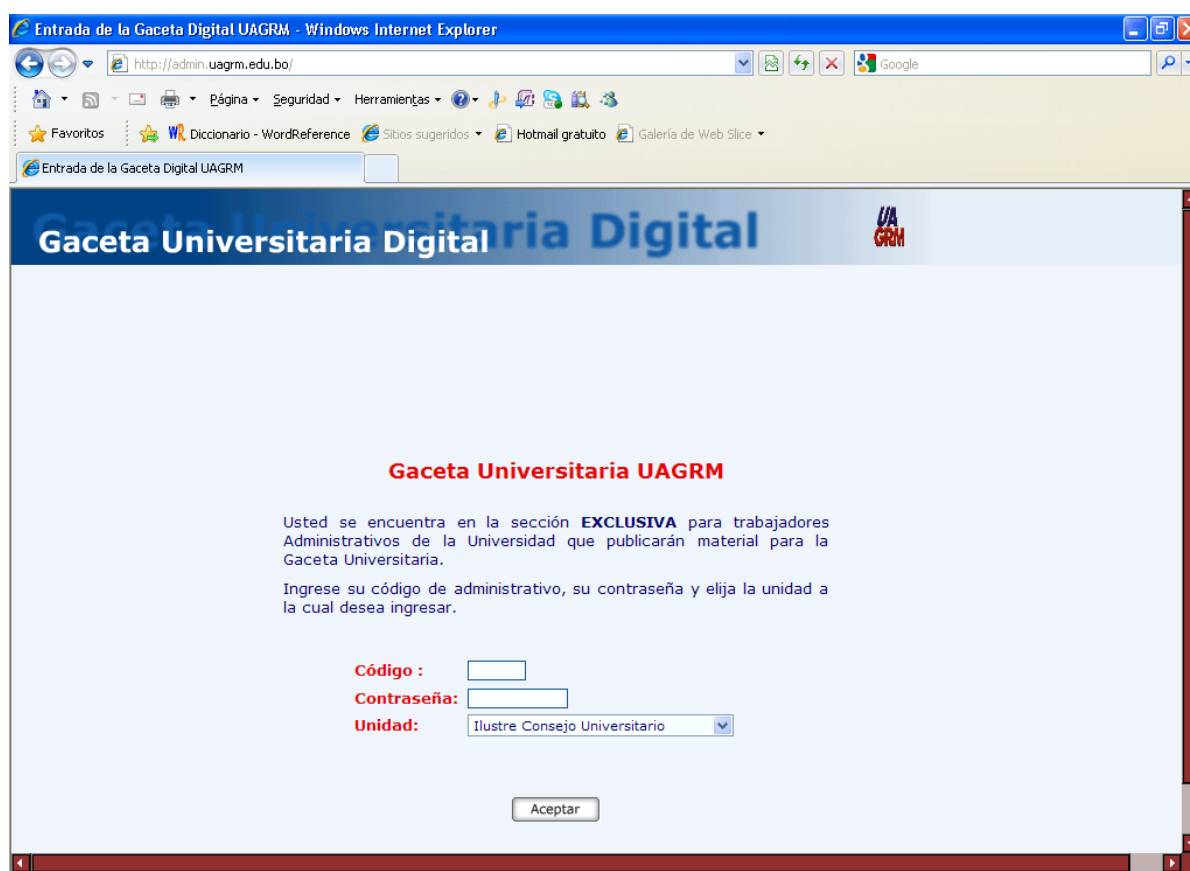 Entrada de la Gaceta Digital UAGRM - Windows Internet Explorer
http://admin.uagrm.edu.bo/
Google
Página
Seguridad
Herramientas
Favoritos
Diccionario - WordReference
Sitios sugeridos
Hotmail gratuito
Galería de Web Slice
Entrada de la Gaceta Digital UAGRM
Gaceta Universitaria Digital
Gaceta Universitaria Digital
UA
GRM
Gaceta Universitaria UAGRM
Usted se encuentra en la sección EXCLUSIVA para trabajadores
Administrativos de la Universidad que publicarán material para la
Gaceta Universitaria.
Ingrese su código de administrativo, su contraseña y elija la unidad a
la cual desea ingresar.
Código :
Contraseña:
Unidad: Ilustre Consejo Universitario
Aceptar